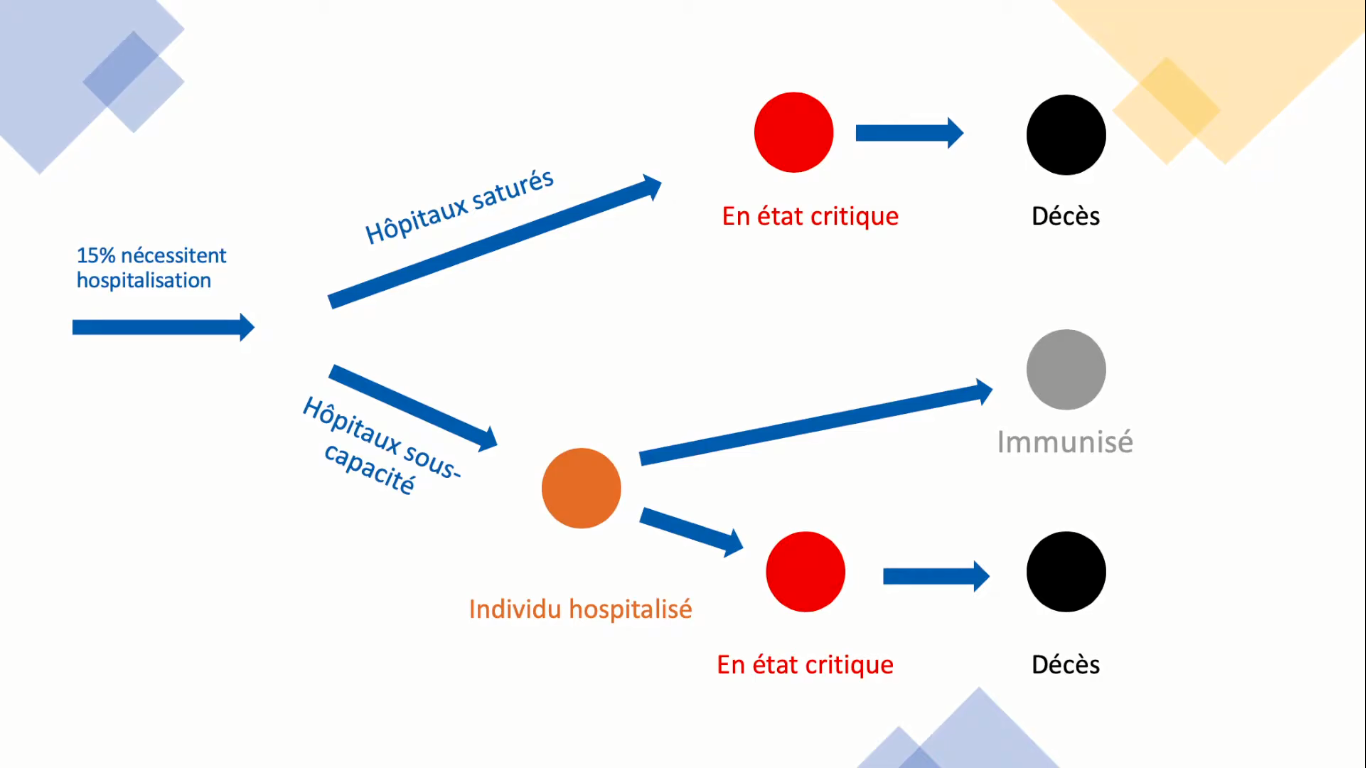 Hôpitaux saturés
En état critique
Décès
15% nécessitent
hospitalisation
Hôpitaux sous-
capacité
Immunisé
Individu hospitalisé
En état critique
Décès